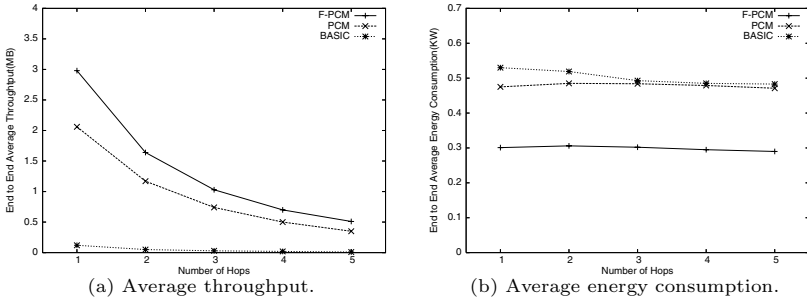 End to End Average Throughtput(MB)
4
3.5
3
2.5
2
1.5
1
0.5
0
F-PCM
PCM
BASIC
1 2 3 4 5
Number of Hops
(a) Average throughput.
End to End Average Energy Consumption(KW)
0.7
0.6
0.5
0.4
0.3
0.2
0.1
0
F-PCM
PCM
BASIC
1 2 3 4 5
Number of Hops
(b) Average energy consumption.